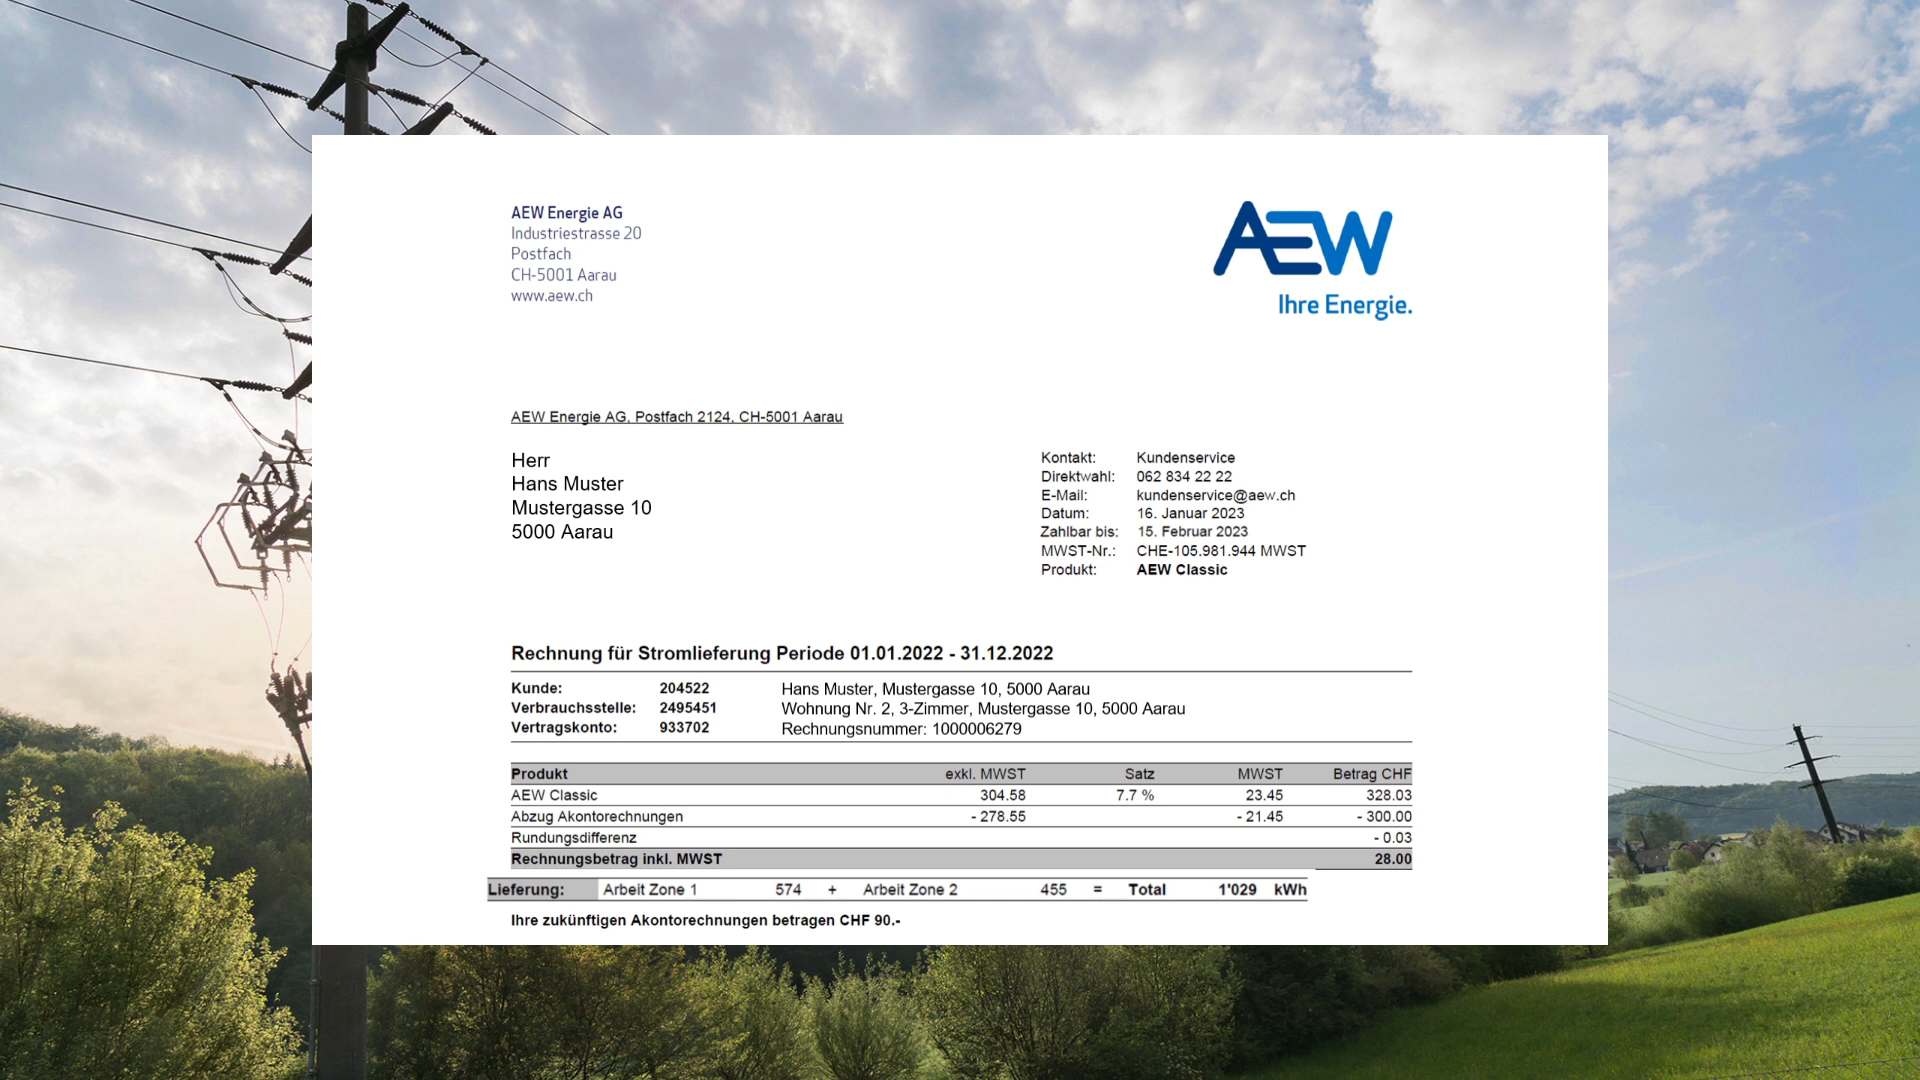 AEW Energie AG
Industriestrasse 20
Postfach
CH-5001 Aarau
www.aew.ch
AEW
Ihre Energie.
AEW Energie AG, Postfach 2124, CH-5001 Aarau
Herr
Hans Muster
Mustergasse 10
5000 Aarau
Kontakt: Kundenservice
Direktwahl: 062 834 22 22
E-Mail: kundenservice@aew.ch
Datum: 16. Januar 2023
Zahlbar bis: 15. Februar 2023
MWST-Nr.: CHE-105.981.944 MWST
Produkt: AEW Classic
Rechnung für Stromlieferung Periode 01.01.2022 - 31.12.2022
Kunde: 204522 Hans Muster, Mustergasse 10, 5000 Aarau
Verbrauchsstelle: 2495451 Wohnung Nr. 2, 3-Zimmer, Mustergasse 10, 5000 Aarau
Vertragskonto: 933702 Rechnungsnummer: 1000006279
Produkt exkl. MWST Satz MWST Betrag CHF
AEW Classic 304.58 7.7 % 23.45 328.03
Abzug Akontorechnungen - 278.55 - 21.45 - 300.00
Rundungsdifferenz - 0.03
Rechnungsbetrag inkl. MWST 28.00
Lieferung: Arbeit Zone 1 574 + Arbeit Zone 2 455 = Total 1'029 kWh
Ihre zukünftigen Akontorechnungen betragen CHF 90.-